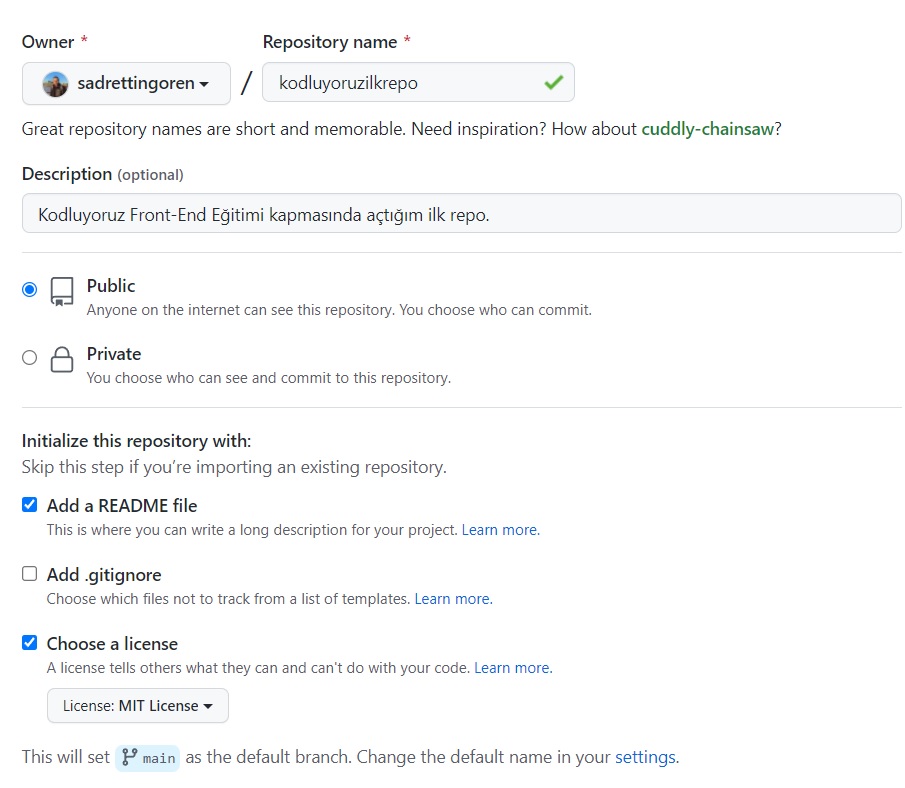 Owner * Repository name *
sadrettingoren / kodluyoruzilkrepo
Great repository names are short and memorable. Need inspiration? How about cuddly-chainsaw?
Description (optional)
Kodluyoruz Front-End Eğitimi kapmasında açtığım ilk repo.
Public
Anyone on the internet can see this repository. You choose who can commit.
Private
You choose who can see and commit to this repository.
Initialize this repository with:
Skip this step if you’re importing an existing repository.
Add a README file
This is where you can write a long description for your project. Learn more.
Add .gitignore
Choose which files not to track from a list of templates. Learn more.
Choose a license
A license tells others what they can and can't do with your code. Learn more.
License: MIT License
This will set main as the default branch. Change the default name in your settings.